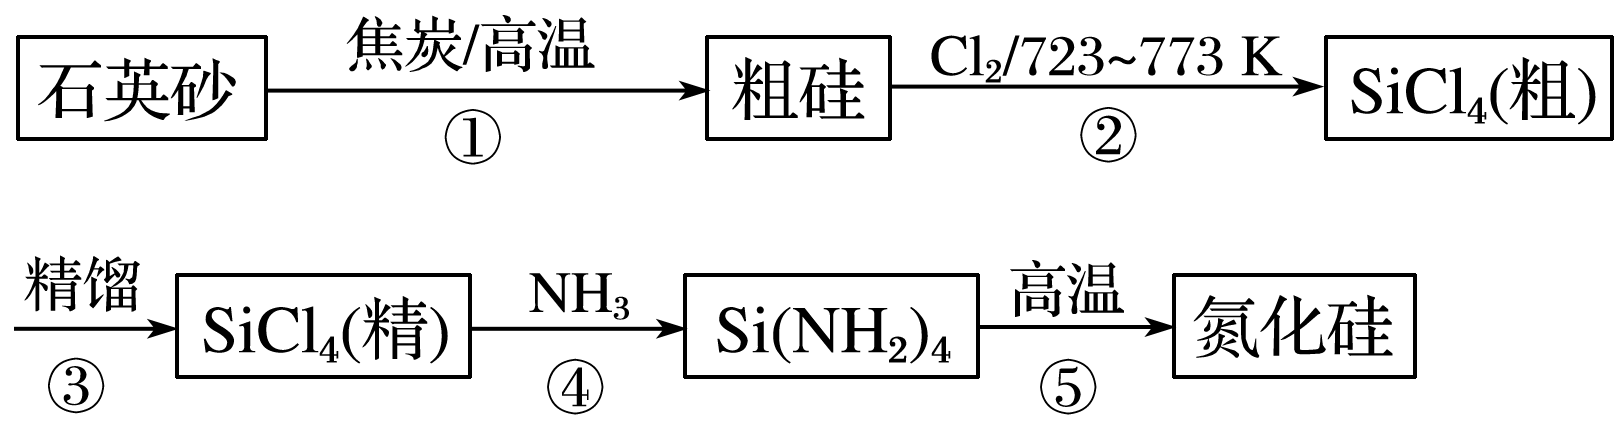 石英砂 焦炭/高温 ① 粗硅 Cl₂/723~773 K ② SiCl₄(粗)
精馏 ③ SiCl₄(精) NH₃ ④ Si(NH₂)₄ 高温 ⑤ 氮化硅